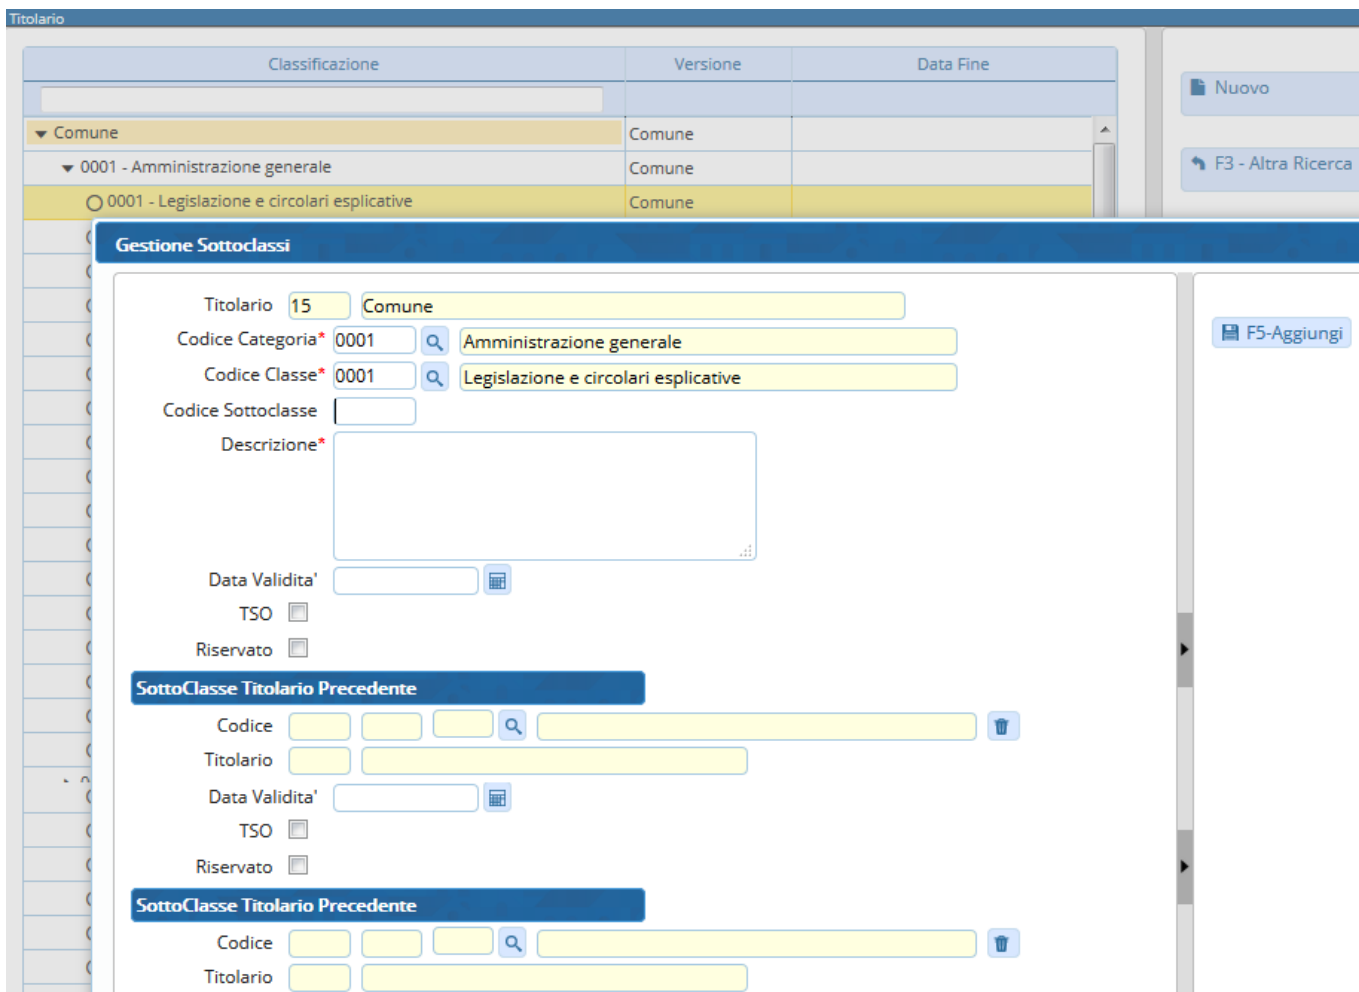 Titolario
Classificazione Versione Data Fine
Nuovo
Comune Comune
0001 - Amministrazione generale Comune
F3 - Altra Ricerca
0001 - Legislazione e circolari esplicative Comune
Gestione Sottoclassi
Titolario 15 Comune
F5-Aggiungi
Codice Categoria* 0001 Amministrazione generale
Codice Classe* 0001 Legislazione e circolari esplicative
Codice Sottoclasse
Descrizione*
Data Validita'
TSO
Riservato
SottoClasse Titolario Precedente
Codice
Titolario
Data Validita'
TSO
Riservato
SottoClasse Titolario Precedente
Codice
Titolario